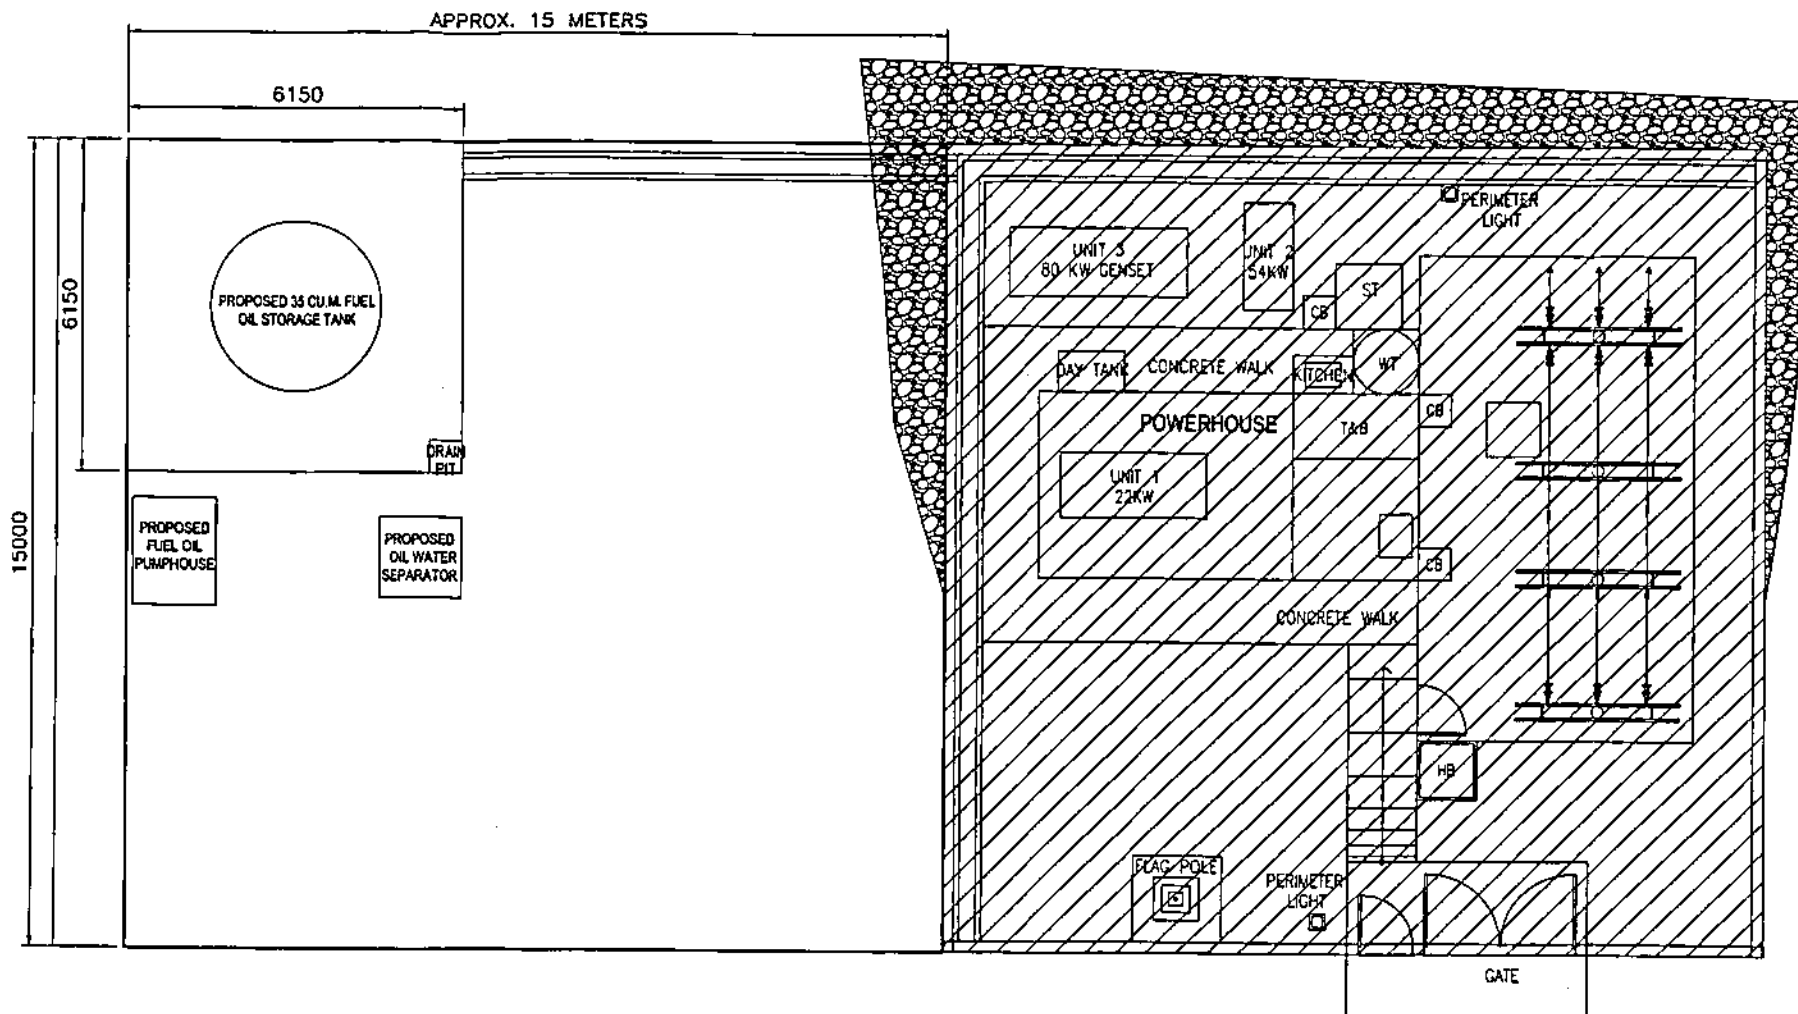 APPROX. 15 METERS
6150
6150
15000
PROPOSED 35 CU.M. FUEL
OIL STORAGE TANK
DRAIN
PIT
PROPOSED
FUEL OIL
PUMPHOUSE
PROPOSED
OIL WATER
SEPARATOR
UNIT 3
80 KW GENSET
UNIT 2
54KW
PERIMETER
LIGHT
ST
CB
DAY TANK
CONCRETE WALK
KITCHEN
WT
POWERHOUSE
T&B
CB
UNIT 1
22KW
CB
CONCRETE WALK
HB
FLAG POLE
PERIMETER
LIGHT
GATE